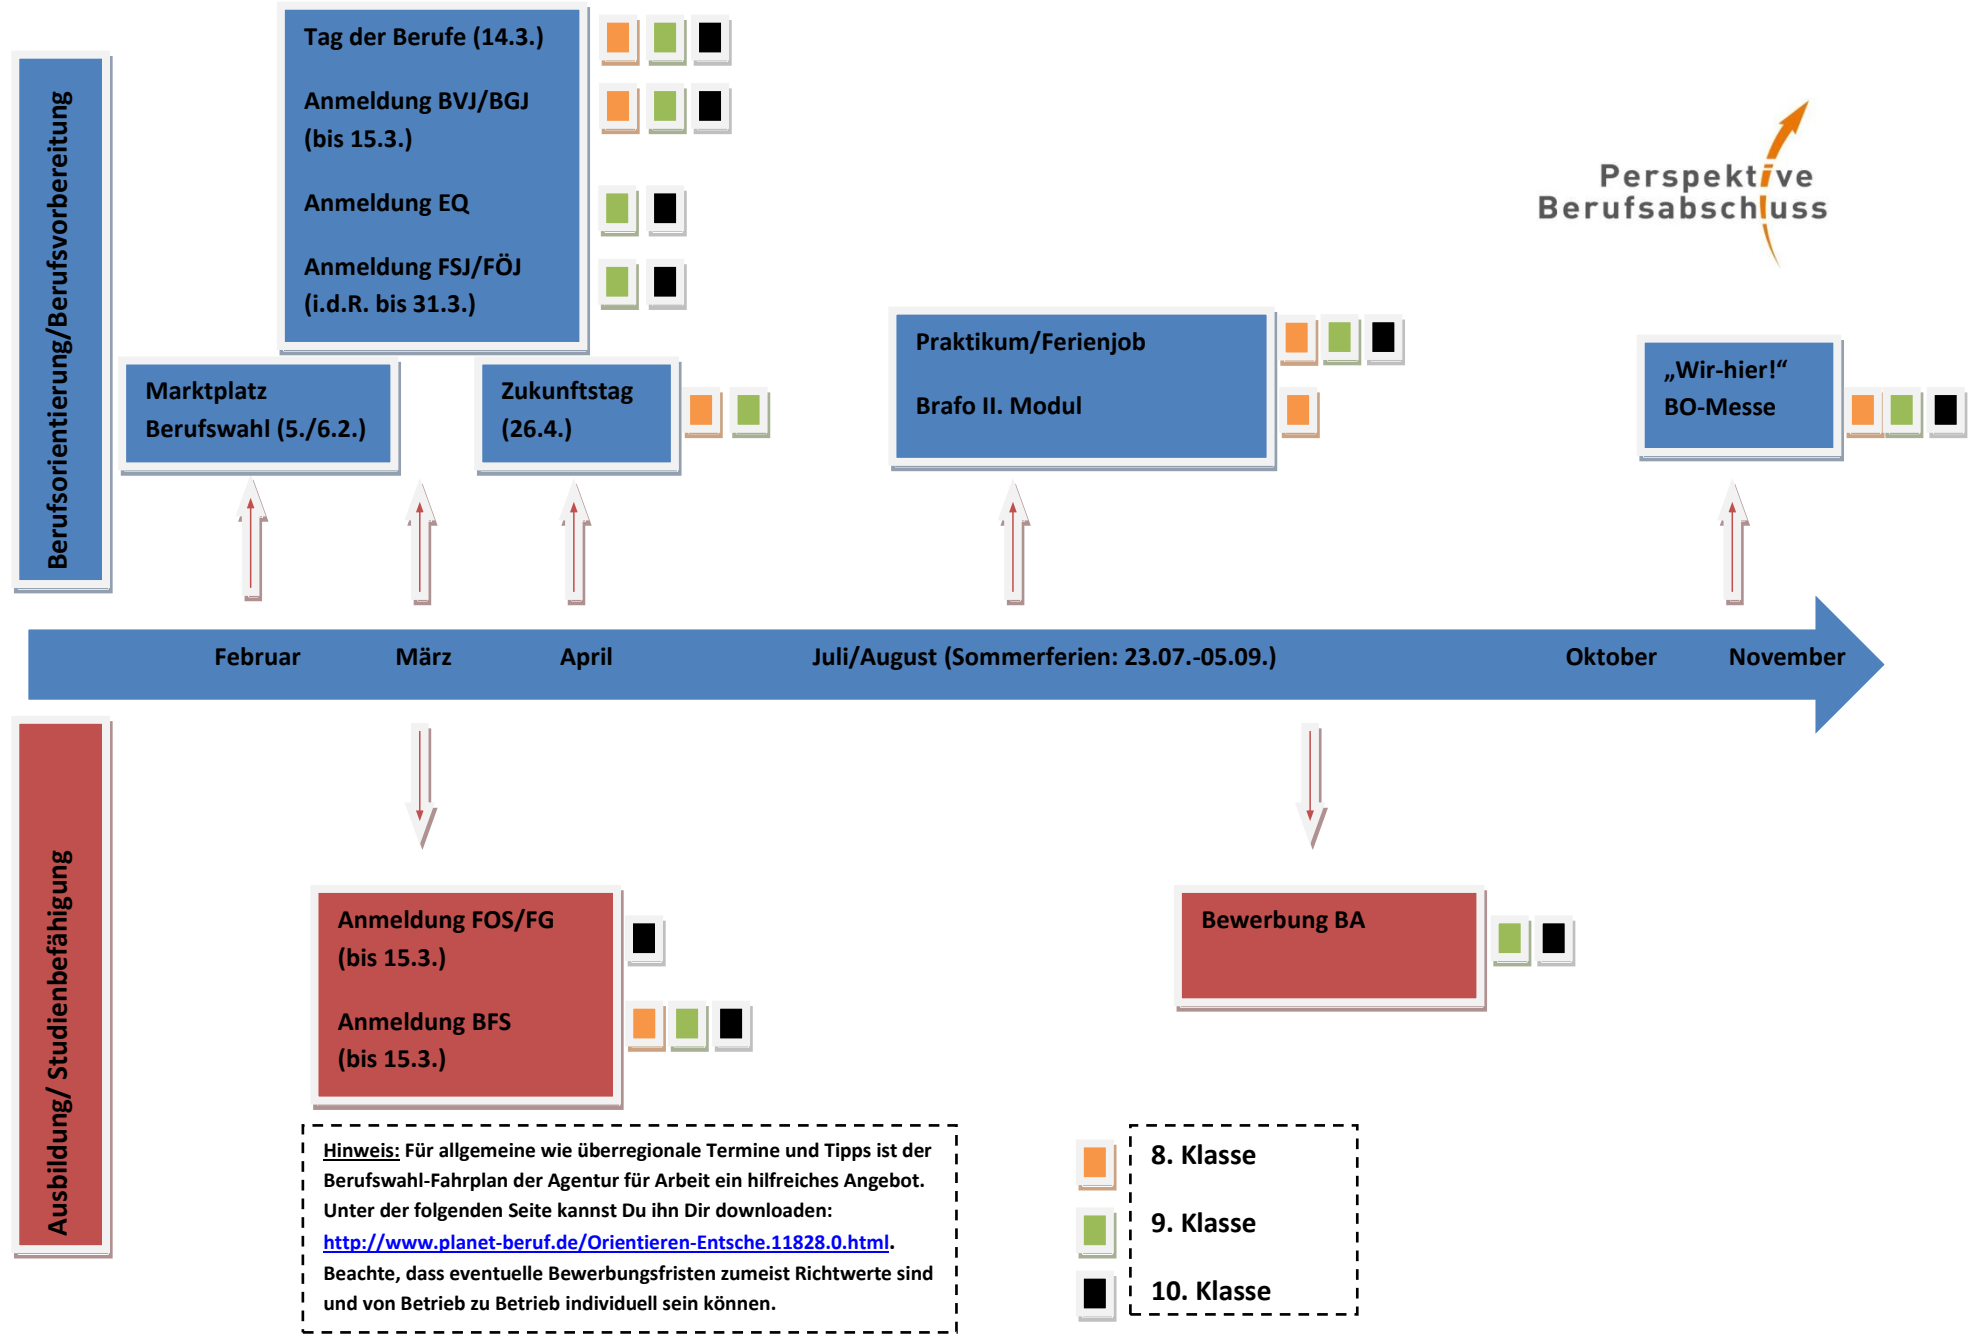 Berufsorientierung/Berufsvorbereitung
Tag der Berufe (14.3.)
Anmeldung BVJ/BGJ
(bis 15.3.)
Anmeldung EQ
Anmeldung FSJ/FÖJ
(i.d.R. bis 31.3.)
Marktplatz
Berufswahl (5./6.2.)
Zukunftstag
(26.4.)
Praktikum/Ferienjob
Brafo II. Modul
Perspektive
Berufsabschluss
„Wir-hier!“
BO-Messe
Februar März April Juli/August (Sommerferien: 23.07.-05.09.) Oktober November
Ausbildung/ Studienbefähigung
Anmeldung FOS/FG
(bis 15.3.)
Anmeldung BFS
(bis 15.3.)
Bewerbung BA
Hinweis: Für allgemeine wie überregionale Termine und Tipps ist der
Berufswahl-Fahrplan der Agentur für Arbeit ein hilfreiches Angebot.
Unter der folgenden Seite kannst Du ihn Dir downloaden:
http://www.planet-beruf.de/Orientieren-Entsche.11828.0.html.
Beachte, dass eventuelle Bewerbungsfristen zumeist Richtwerte sind
und von Betrieb zu Betrieb individuell sein können.
8. Klasse
9. Klasse
10. Klasse